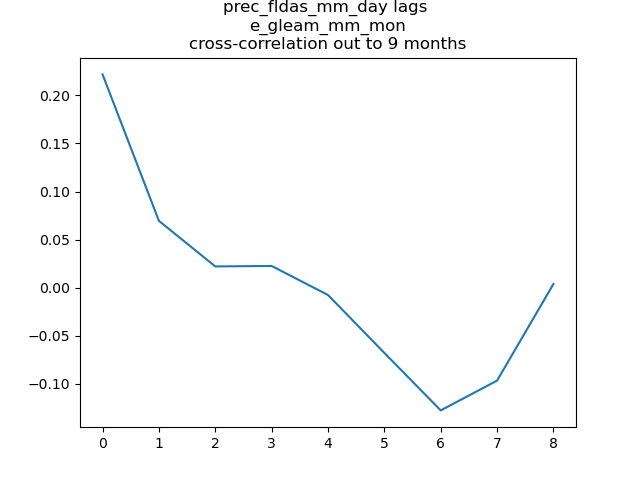 prec_fldas_mm_day lags
e_gleam_mm_mon
cross-correlation out to 9 months
0.20
0.15
0.10
0.05
0.00
−0.05
−0.10
0 1 2 3 4 5 6 7 8